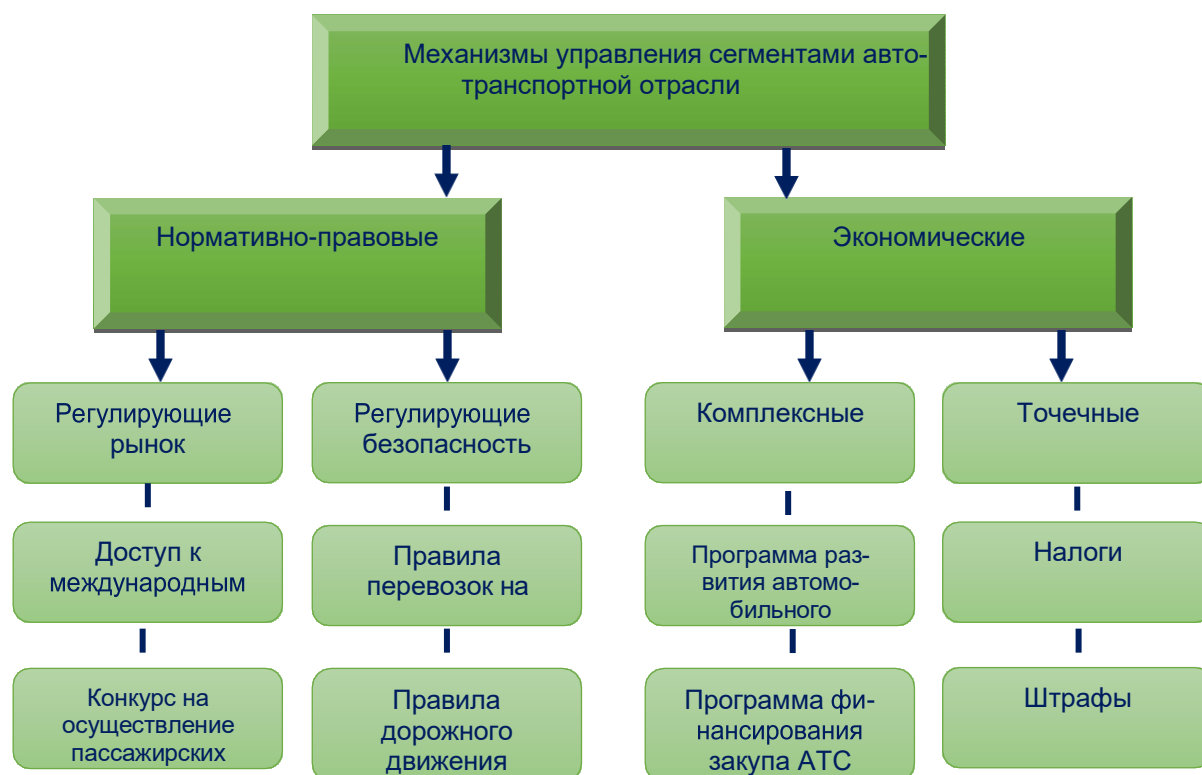 Механизмы управления сегментами авто-
транспортной отрасли
Нормативно-правовые
Экономические
Регулирующие
рынок
Регулирующие
безопасность
Комплексные
Точечные
Доступ к
международным
Правила
перевозок на
Программа раз-
вития автомо-
бильного
Налоги
Конкурс на
осуществление
пассажирских
Правила
дорожного
движения
Программа фи-
нансирования
закупа АТС
Штрафы